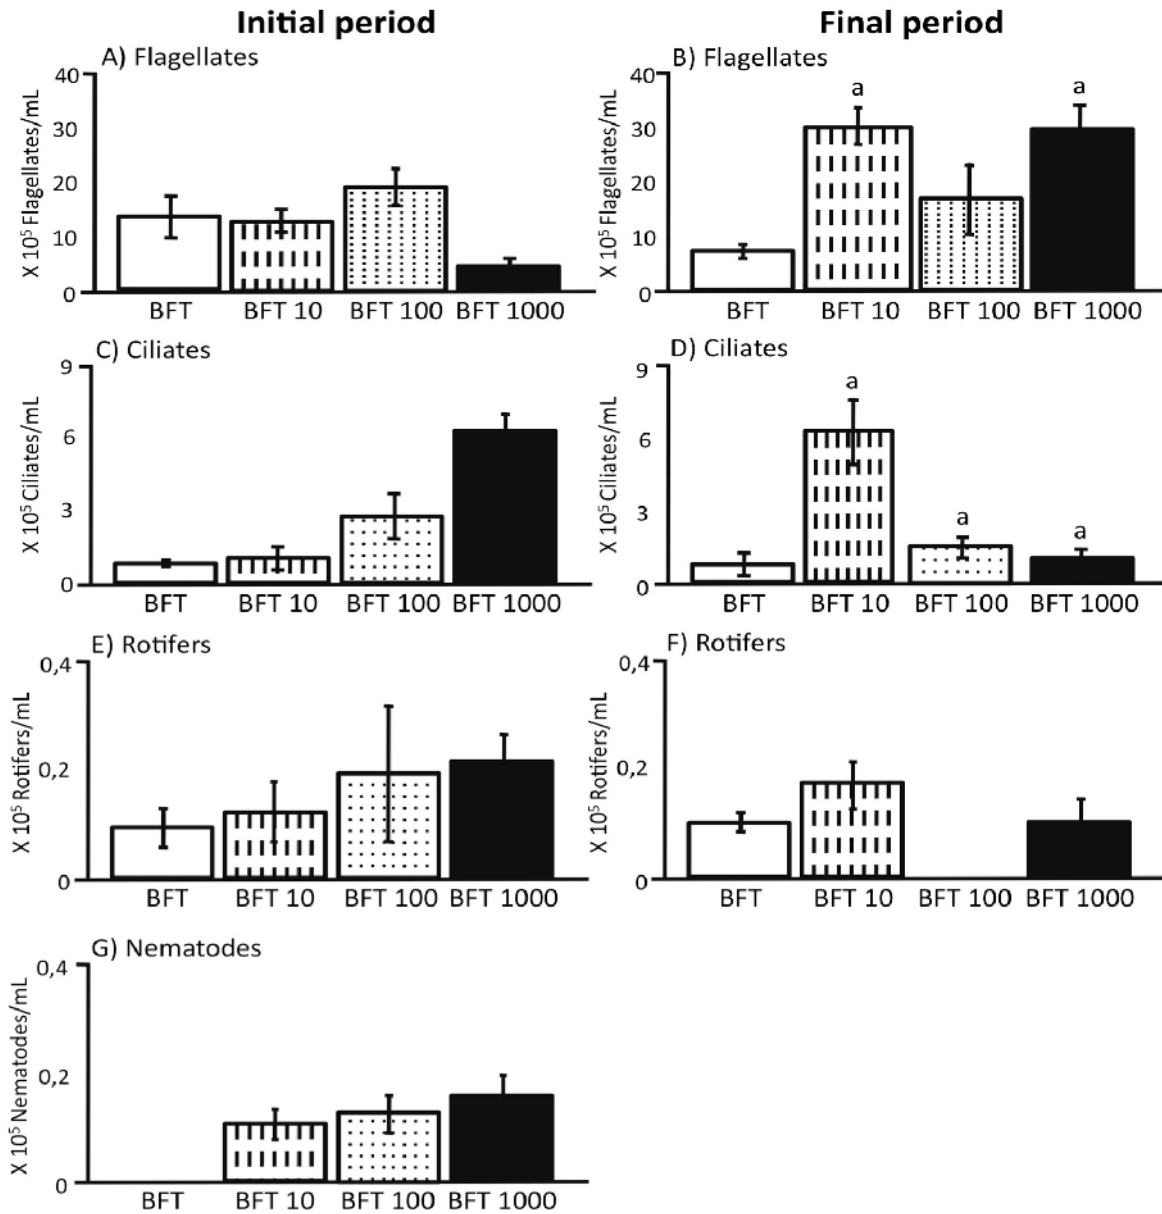 Initial period
Final period
A) Flagellates
X 10⁵ Flagellates/mL
40
30
20
10
0
BFT BFT 10 BFT 100 BFT 1000
B) Flagellates
X 10⁵ Flagellates/mL
40
30
20
10
0
a
a
BFT BFT 10 BFT 100 BFT 1000
C) Ciliates
X 10⁵ Ciliates/mL
9
6
3
0
BFT BFT 10 BFT 100 BFT 1000
D) Ciliates
X 10⁵ Ciliates/mL
9
6
3
0
a
a
a
BFT BFT 10 BFT 100 BFT 1000
E) Rotifers
X 10⁵ Rotifers/mL
0,4
0,2
0
BFT BFT 10 BFT 100 BFT 1000
F) Rotifers
X 10⁵ Rotifers/mL
0,4
0,2
0
BFT BFT 10 BFT 100 BFT 1000
G) Nematodes
X 10⁵ Nematodes/mL
0,4
0,2
0
BFT BFT 10 BFT 100 BFT 1000